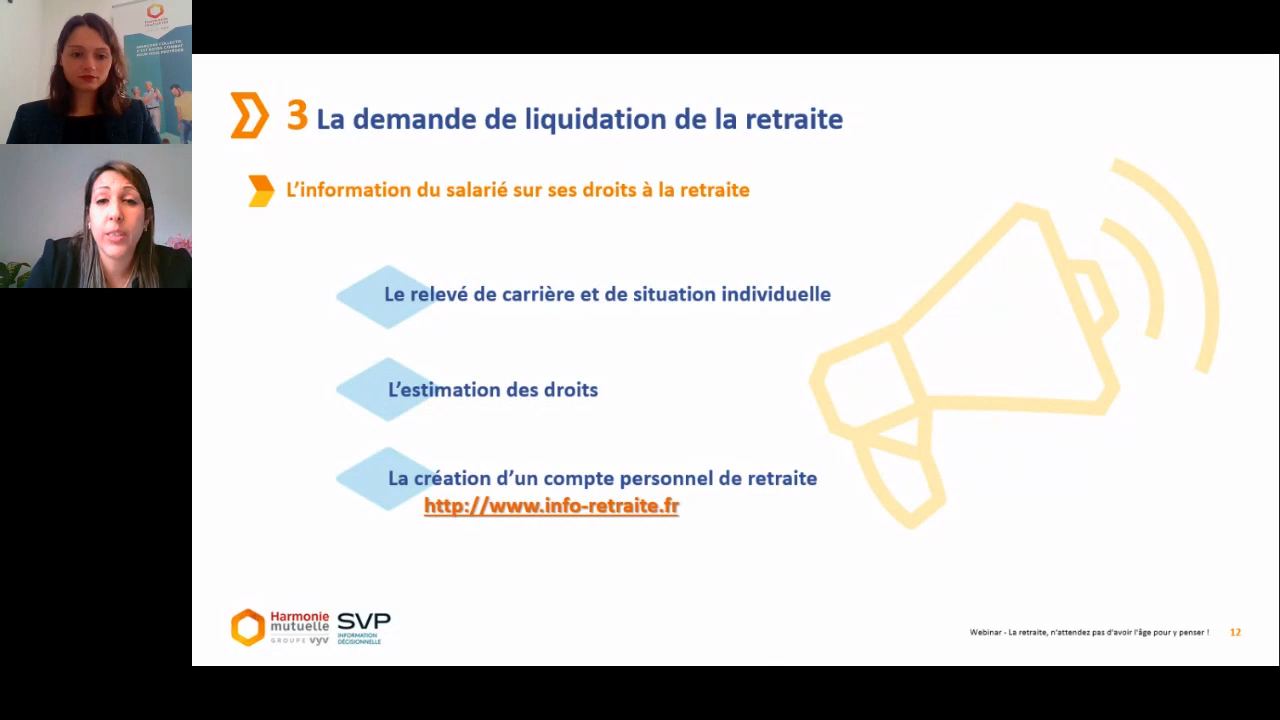 Harmonie
mutuelle
3 La demande de liquidation de la retraite
L'information du salarié sur ses droits à la retraite
Le relevé de carrière et de situation individuelle
L'estimation des droits
La création d'un compte personnel de retraite
http://www.info-retraite.fr
Harmonie
mutuelle
GROUPE vyv
SVP
INFORMATION
DÉCISIONNELLE
Webinar - La retraite, n'attendez pas d'avoir l'âge pour y penser !
12